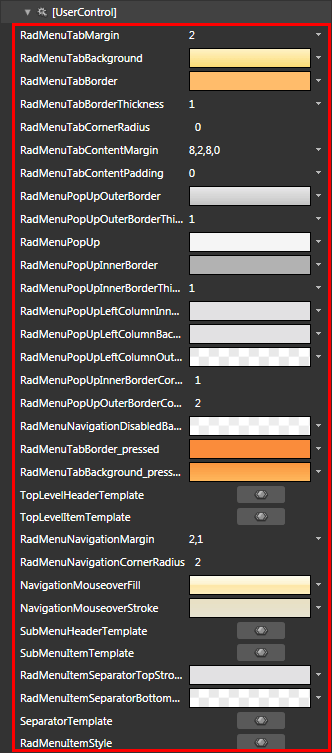 [UserControl]
RadMenuTabMargin 2
RadMenuTabBackground
RadMenuTabBorder
RadMenuTabBorderThickness 1
RadMenuTabCornerRadius 0
RadMenuTabContentMargin 8,2,8,0
RadMenuTabContentPadding 0
RadMenuPopUpOuterBorder
RadMenuPopUpOuterBorderThi... 1
RadMenuPopUp
RadMenuPopUpInnerBorder
RadMenuPopUpInnerBorderThi... 1
RadMenuPopUpLeftColumnInn...
RadMenuPopUpLeftColumnBac...
RadMenuPopUpLeftColumnOut...
RadMenuPopUpInnerBorderCor... 1
RadMenuPopUpOuterBorderCo... 2
RadMenuNavigationDisabledBa...
RadMenuTabBorder_pressed
RadMenuTabBackground_press...
TopLevelHeaderTemplate
TopLevelItemTemplate
RadMenuNavigationMargin 2,1
RadMenuNavigationCornerRadius 2
NavigationMouseoverFill
NavigationMouseoverStroke
SubMenuHeaderTemplate
SubMenuItemTemplate
RadMenuItemSeparatorTopStro...
RadMenuItemSeparatorBottom...
SeparatorTemplate
RadMenuItemStyle